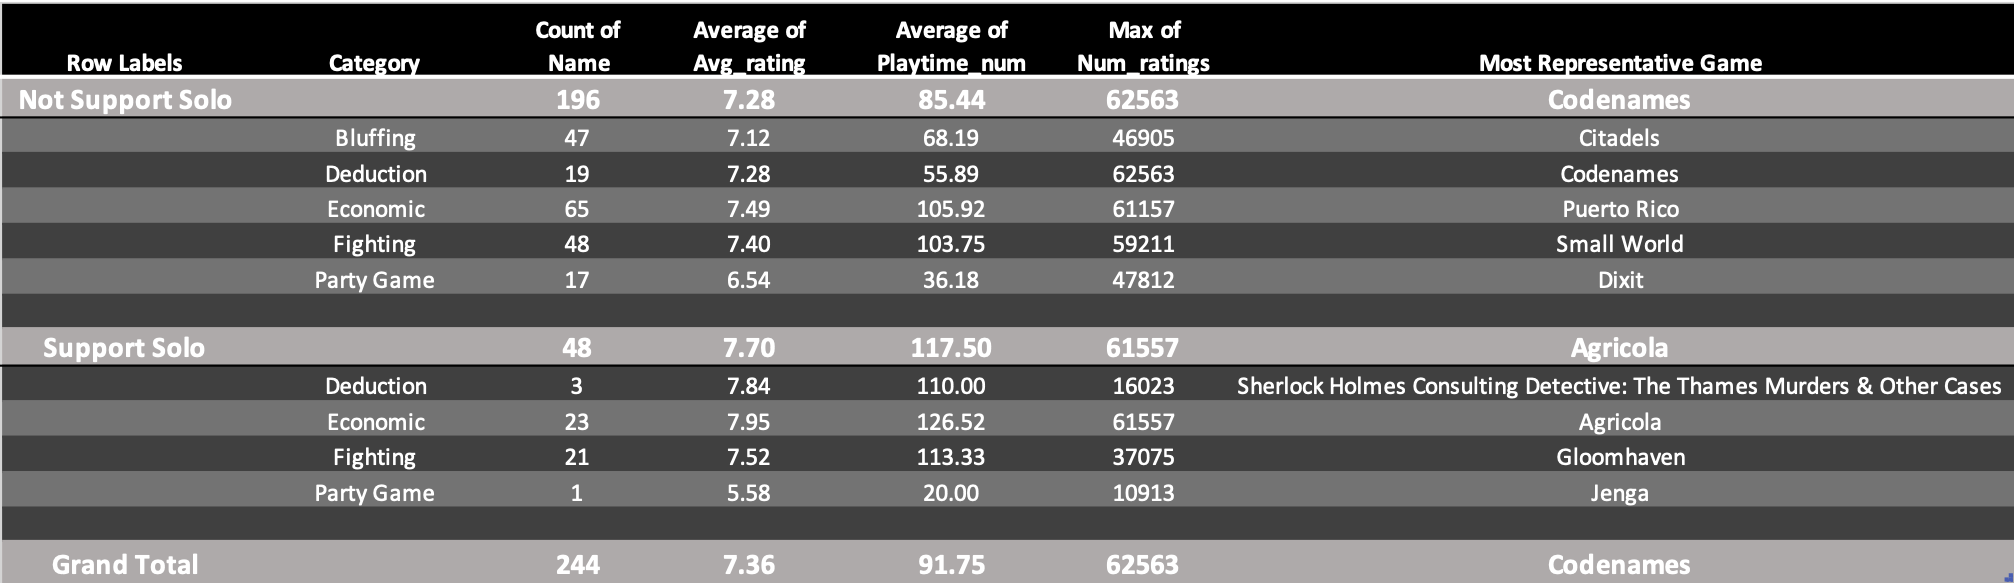 Row Labels Category Count of Name Average of Avg_rating Average of Playtime_num Max of Num_ratings Most Representative Game
Not Support Solo 196 7.28 85.44 62563 Codenames
Bluffing 47 7.12 68.19 46905 Citadels
Deduction 19 7.28 55.89 62563 Codenames
Economic 65 7.49 105.92 61157 Puerto Rico
Fighting 48 7.40 103.75 59211 Small World
Party Game 17 6.54 36.18 47812 Dixit
Support Solo 48 7.70 117.50 61557 Agricola
Deduction 3 7.84 110.00 16023 Sherlock Holmes Consulting Detective: The Thames Murders & Other Cases
Economic 23 7.95 126.52 61557 Agricola
Fighting 21 7.52 113.33 37075 Gloomhaven
Party Game 1 5.58 20.00 10913 Jenga
Grand Total 244 7.36 91.75 62563 Codenames